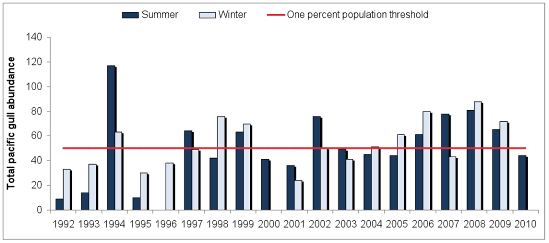 Summer Winter One percent population threshold
Total pacific gull abundance
140
120
100
80
60
40
20
0
1992 1993 1994 1995 1996 1997 1998 1999 2000 2001 2002 2003 2004 2005 2006 2007 2008 2009 2010